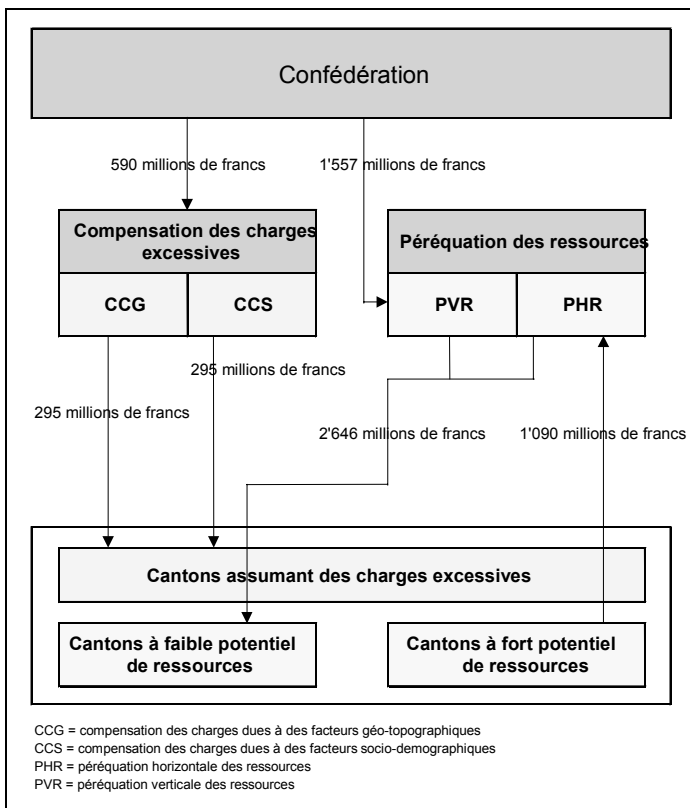 Confédération
590 millions de francs
1'557 millions de francs
Compensation des charges
excessives
Péréquation des ressources
CCG
CCS
PVR
PHR
295 millions de francs
295 millions de francs
2'646 millions de francs
1'090 millions de francs
Cantons assumant des charges excessives
Cantons à faible potentiel
de ressources
Cantons à fort potentiel
de ressources
CCG = compensation des charges dues à des facteurs géo-topographiques
CCS = compensation des charges dues à des facteurs socio-demographiques
PHR = péréquation horizontale des ressources
PVR = péréquation verticale des ressources